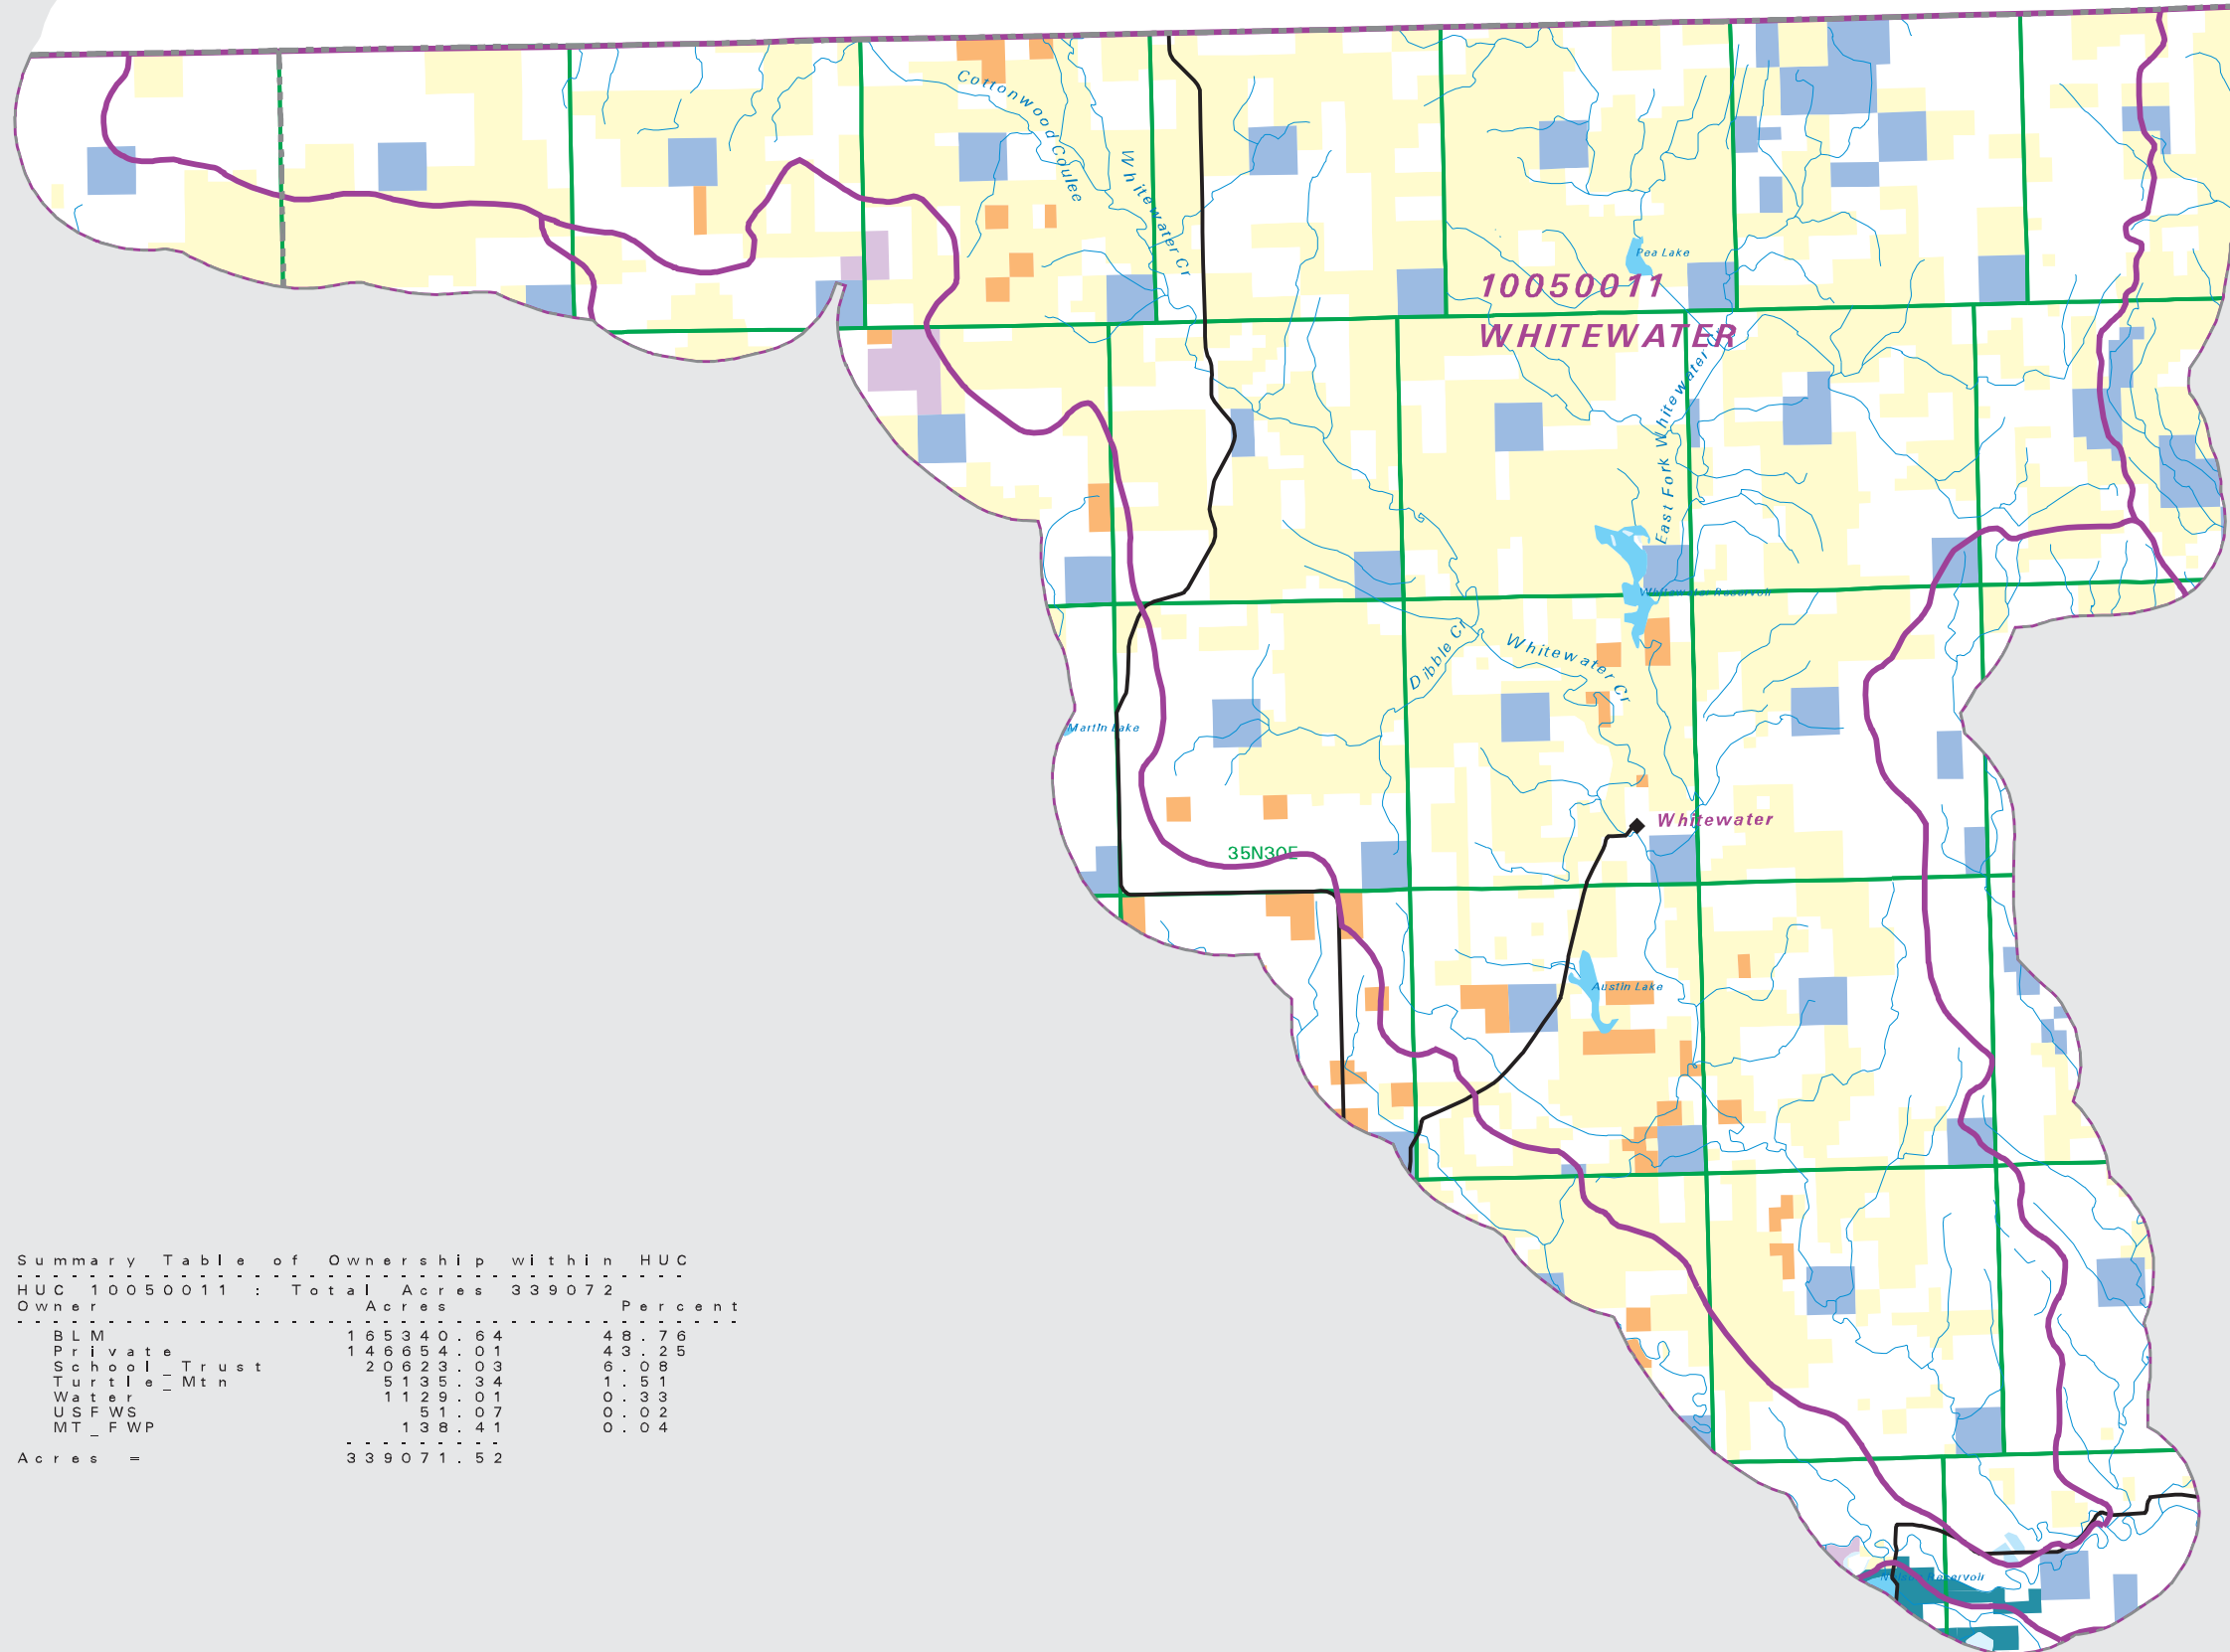 Cottonwood Coulee
Whitewater Cr
Pea Lake
10050011
WHITEWATER
East Fork Whitewater
Whitewater Reservoir
Whitewater Cr
Dibble Cr
Martin Lake
Whitewater
35N30E
Austin Lake
Nelson Reservoir
Summary Table of Ownership within HUC
HUC 10050011 : Total Acres 339072
Owner Acres Percent
BLM 165340.64 48.76
Private 146654.01 43.25
School_Trust 20623.03 6.08
Turtle_Mtn 5135.34 1.51
Water 1129.01 0.33
USFWS 51.07 0.02
MT_FWP 138.41 0.04
Acres = 339071.52